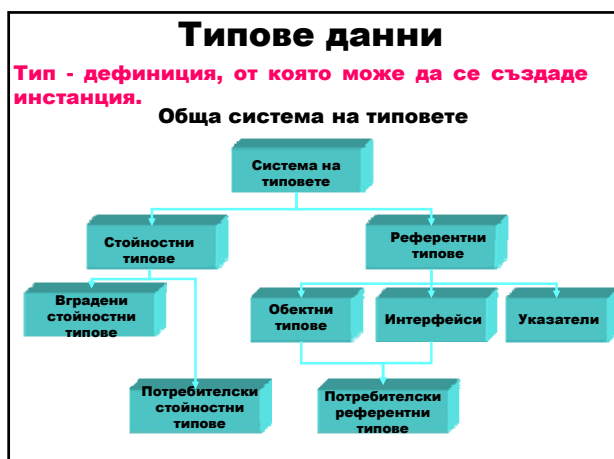 Типове данни
Тип - дефиниция, от която може да се създаде
инстанция.
Обща система на типовете
Система на
типовете
Стойностни
типове
Референтни
типове
Вградени
стойностни
типове
Обектни
типове
Интерфейси
Указатели
Потребителски
стойностни
типове
Потребителски
референтни
типове